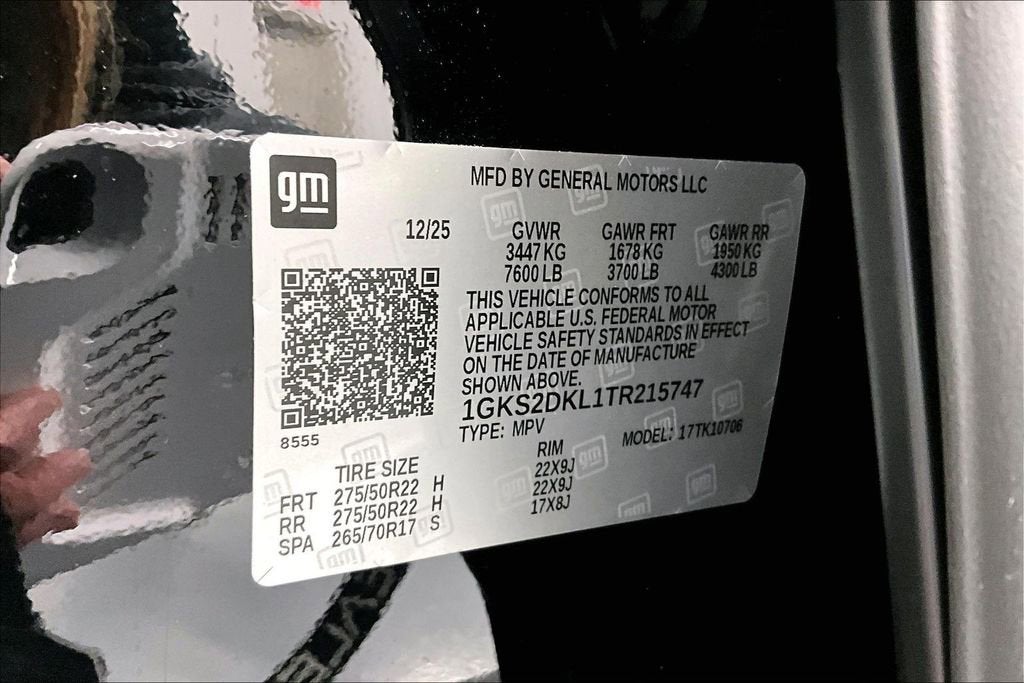 gm
MFD BY GENERAL MOTORS LLC
12/25 GVWR GAWR FRT GAWR RR
3447 KG 1678 KG 1950 KG
7600 LB 3700 LB 4300 LB
THIS VEHICLE CONFORMS TO ALL
APPLICABLE U.S. FEDERAL MOTOR
VEHICLE SAFETY STANDARDS IN EFFECT
ON THE DATE OF MANUFACTURE
SHOWN ABOVE.
1GKS2DKL1TR215747
8555
TYPE: MPV MODEL: 17TK10706
TIRE SIZE RIM
FRT 275/50R22 H 22X9J
RR 275/50R22 H 22X9J
SPA 265/70R17 S 17X8J